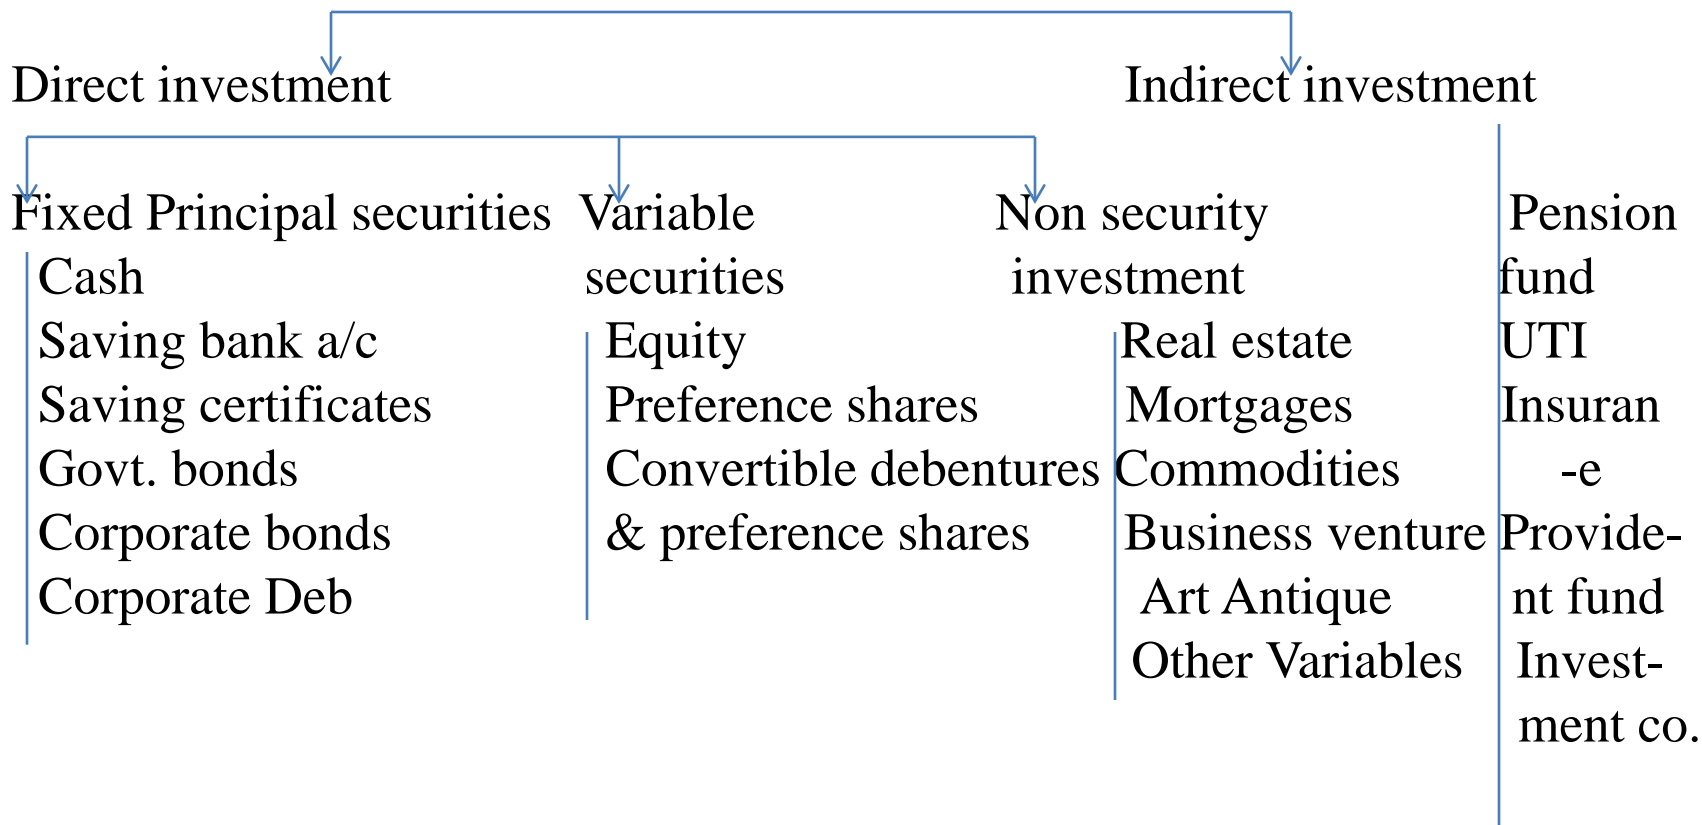 Direct investment
Indirect investment
Fixed Principal securities
Cash
Saving bank a/c
Saving certificates
Govt. bonds
Corporate bonds
Corporate Deb
Variable
securities
Equity
Preference shares
Convertible debentures
& preference shares
Non security
investment
Real estate
Mortgages
Commodities
Business venture
Art Antique
Other Variables
Pension
fund
UTI
Insuran
-e
Provide-
nt fund
Invest-
ment co.